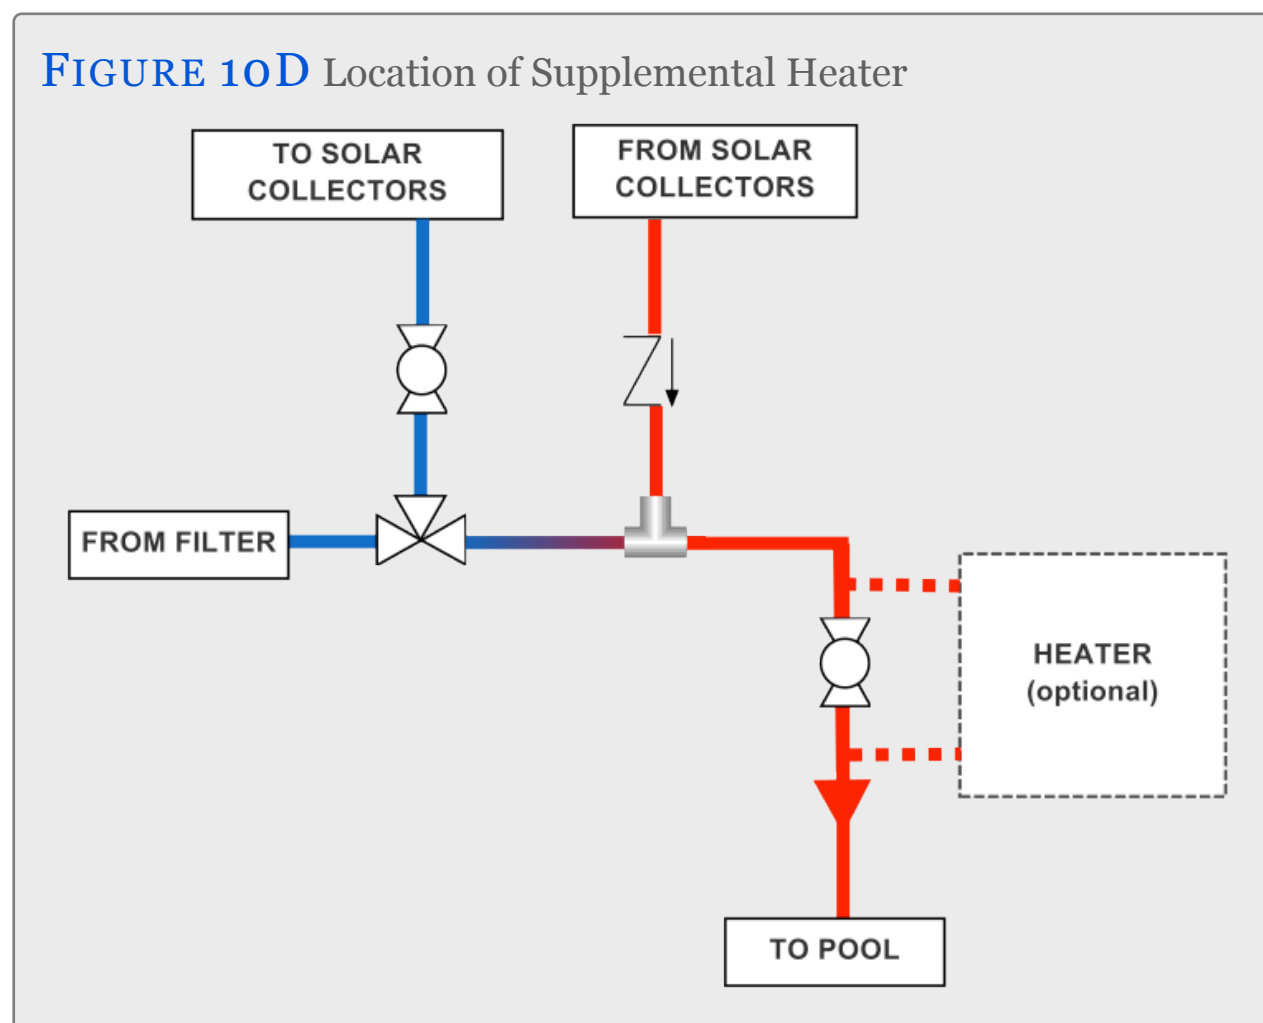 FIGURE 10D Location of Supplemental Heater
TO SOLAR
COLLECTORS
FROM SOLAR
COLLECTORS
FROM FILTER
HEATER
(optional)
TO POOL